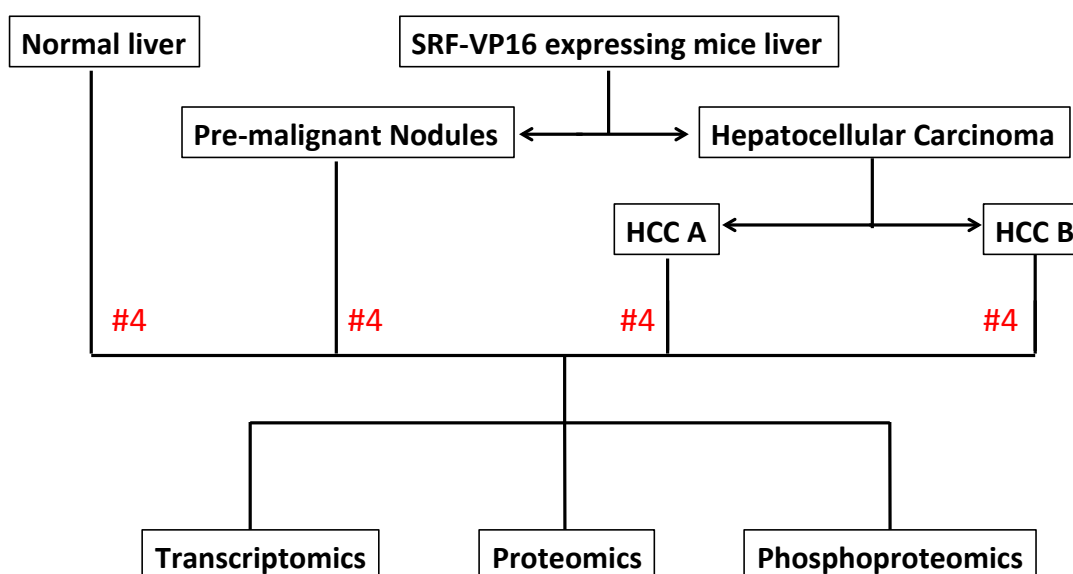 Normal liver
SRF-VP16 expressing mice liver
Pre-malignant Nodules
Hepatocellular Carcinoma
HCC A
HCC B
#4
#4
#4
#4
Transcriptomics
Proteomics
Phosphoproteomics